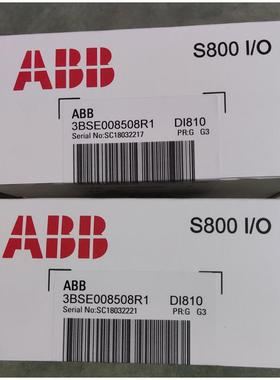 ABB
S800 I/O
ABB
3BSE008508R1 DI810
Serial No:SC18032217 PR:G G3
ABB
S800 I/O
ABB
3BSE008508R1 DI810
Serial No:SC18032221 PR:G G3